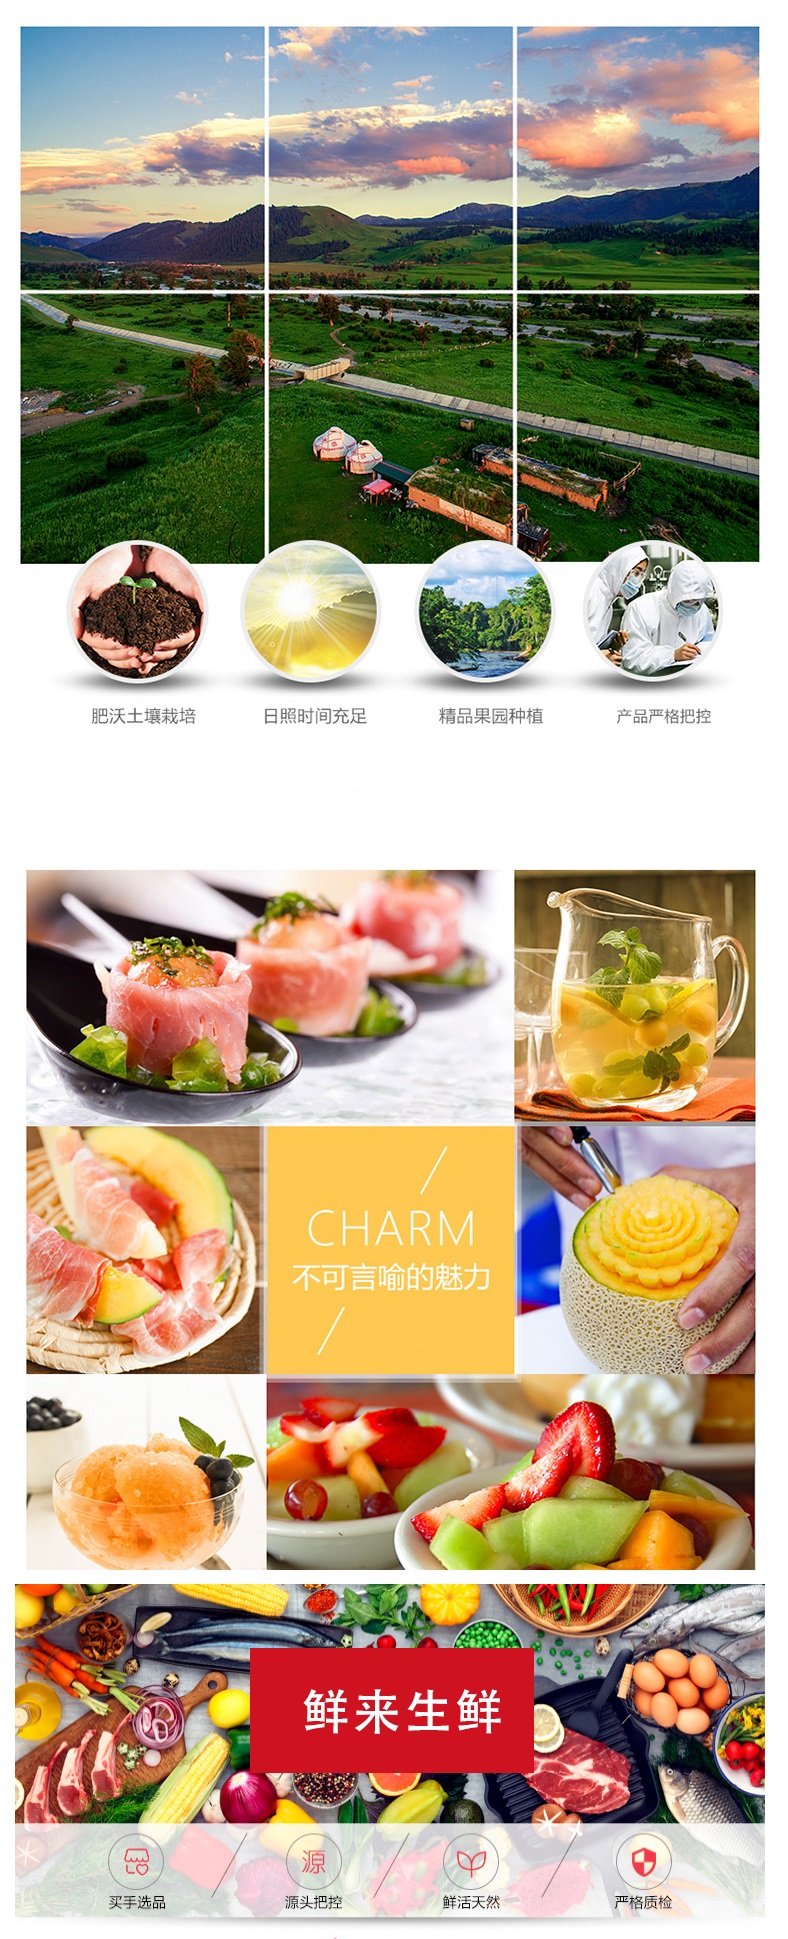 肥沃土壤栽培
日照时间充足
精品果园种植
产品严格把控
CHARM
不可言喻的魅力
鲜来生鲜
源
买手选品
源头把控
鲜活天然
严格质检